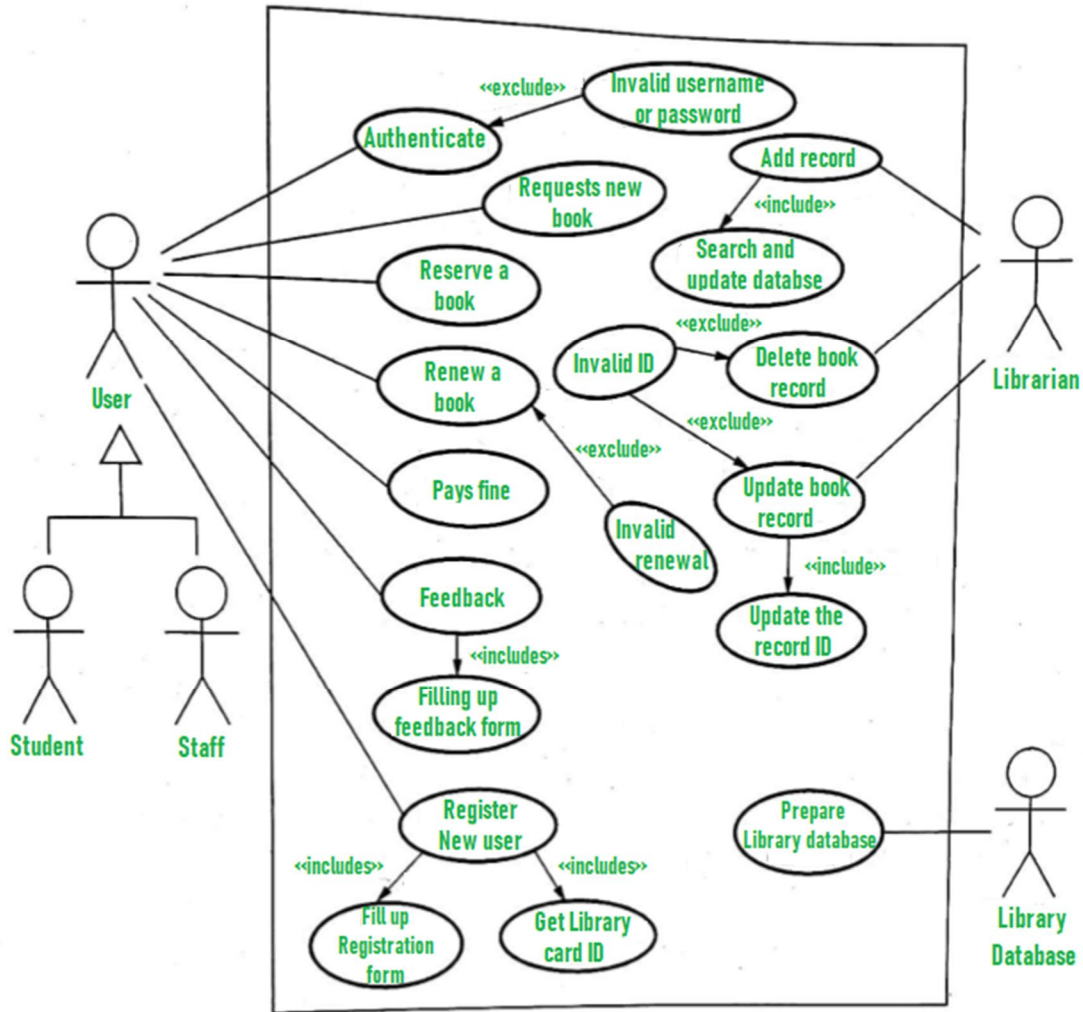 «exclude»
Invalid username
or password
Authenticate
Add record
Requests new
book
«include»
Search and
update databse
Reserve a
book
«exclude»
Invalid ID
Delete book
record
Renew a
book
User
Librarian
«exclude»
«exclude»
Pays fine
Update book
record
Invalid
renewal
«include»
Feedback
Update the
record ID
«includes»
Filling up
feedback form
Student
Staff
Register
New user
Prepare
Library database
«includes»
«includes»
Fill up
Registration
form
Get Library
card ID
Library
Database